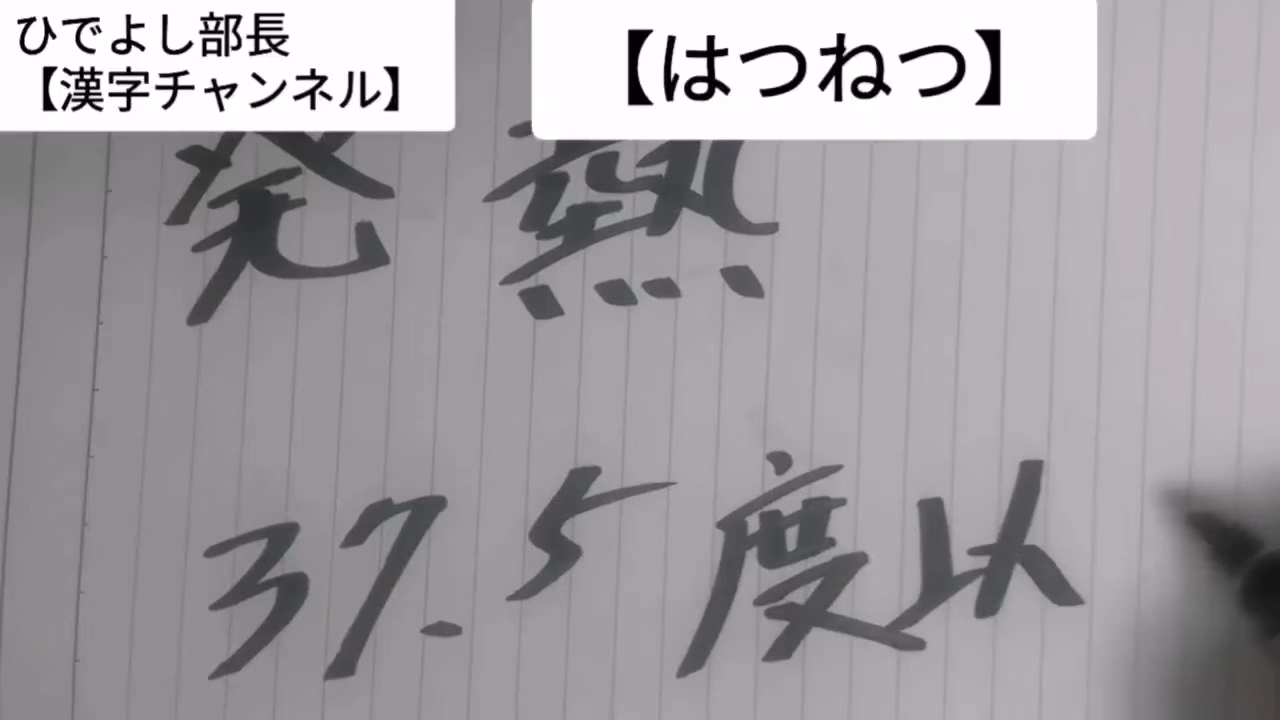 ひでよし部長
【漢字チャンネル】
【はつねつ】
発熱
37.5度以